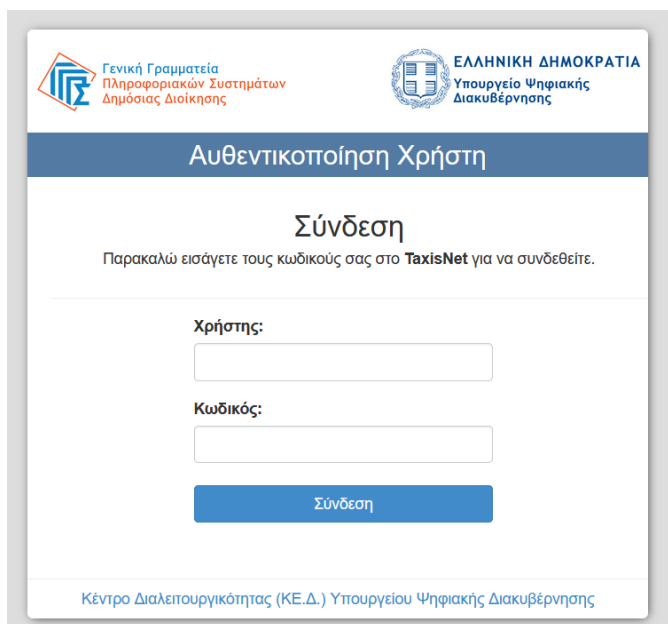 Γενική Γραμματεία
Πληροφοριακών Συστημάτων
Δημόσιας Διοίκησης
ΕΛΛΗΝΙΚΗ ΔΗΜΟΚΡΑΤΙΑ
Υπουργείο Ψηφιακής
Διακυβέρνησης
Αυθεντικοποίηση Χρήστη
Σύνδεση
Παρακαλώ εισάγετε τους κωδικούς σας στο TaxisNet για να συνδεθείτε.
Χρήστης:
Κωδικός:
Σύνδεση
Κέντρο Διαλειτουργικότητας (ΚΕ.Δ.) Υπουργείου Ψηφιακής Διακυβέρνησης